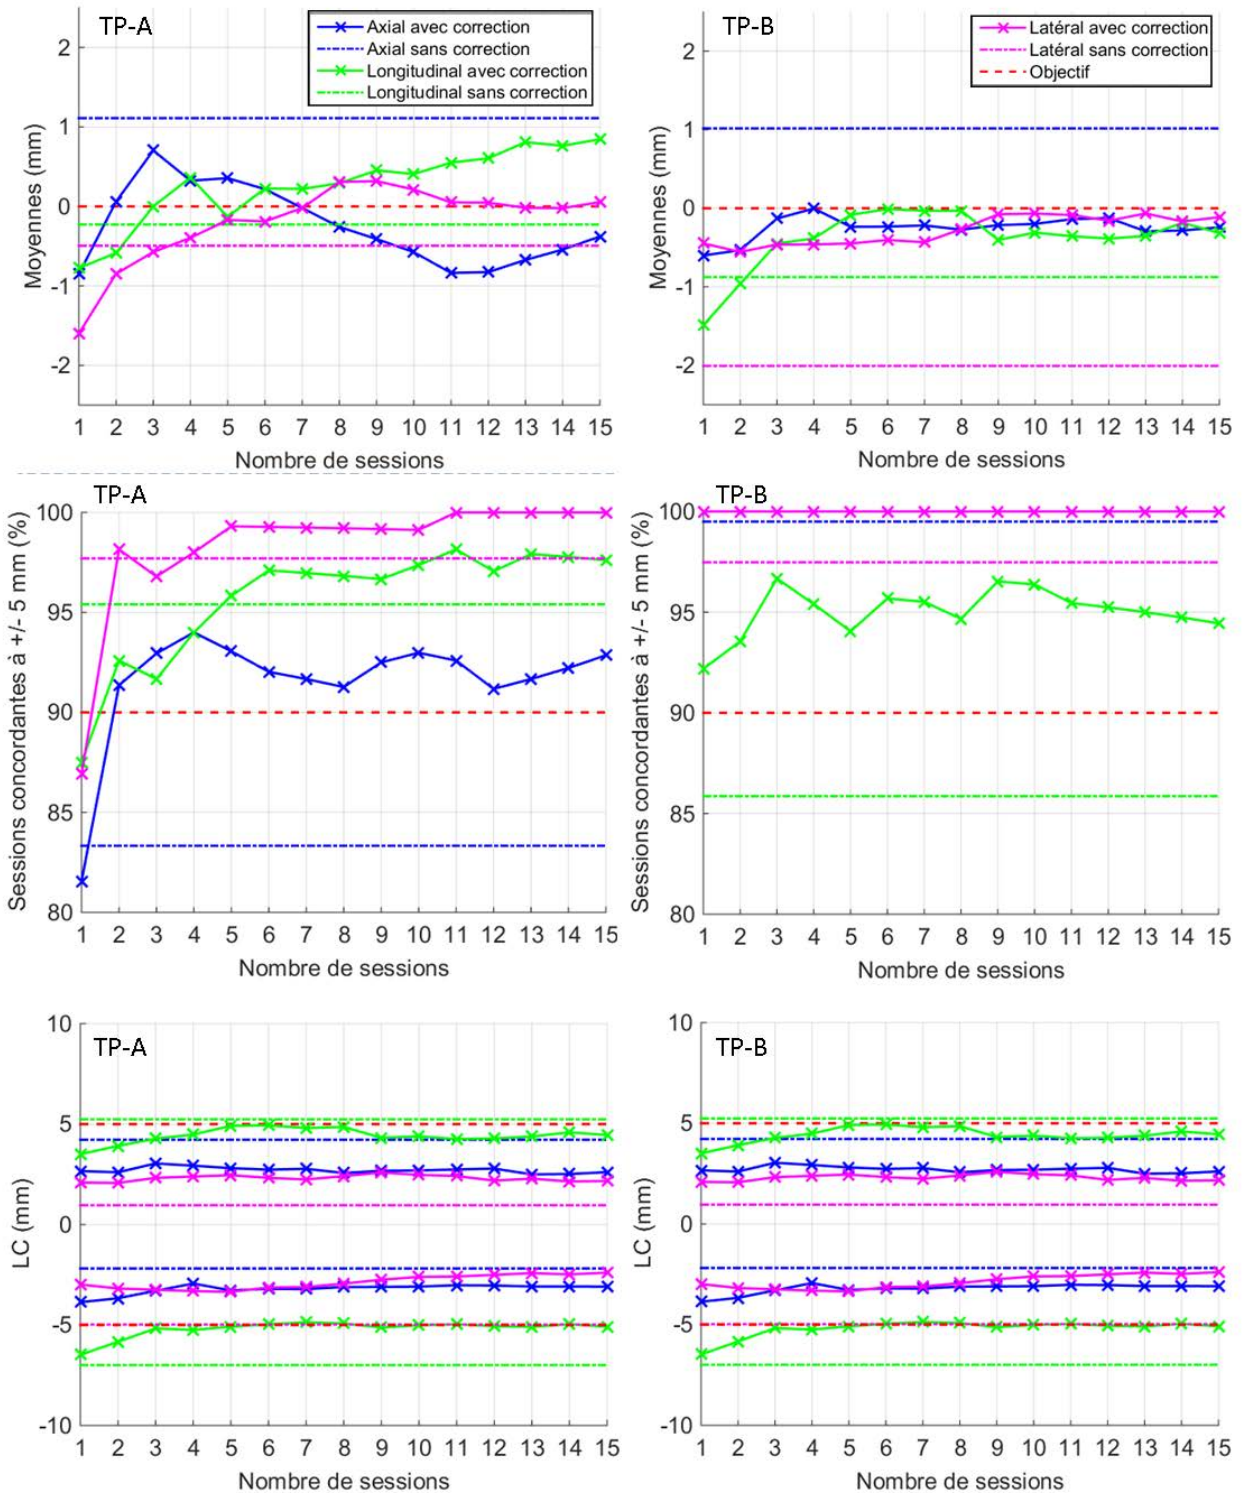 TP-A
Axial avec correction
Axial sans correction
Longitudinal avec correction
Longitudinal sans correction
2
1
0
-1
-2
Moyennes (mm)
1 2 3 4 5 6 7 8 9 10 11 12 13 14 15
Nombre de sessions
TP-B
Latéral avec correction
Latéral sans correction
Objectif
2
1
0
-1
-2
Moyennes (mm)
1 2 3 4 5 6 7 8 9 10 11 12 13 14 15
Nombre de sessions
TP-A
100
95
90
85
80
Sessions concordantes à +/- 5 mm (%)
1 2 3 4 5 6 7 8 9 10 11 12 13 14 15
Nombre de sessions
TP-B
100
95
90
85
80
Sessions concordantes à +/- 5 mm (%)
1 2 3 4 5 6 7 8 9 10 11 12 13 14 15
Nombre de sessions
TP-A
10
5
0
-5
-10
LC (mm)
1 2 3 4 5 6 7 8 9 10 11 12 13 14 15
Nombre de sessions
TP-B
10
5
0
-5
-10
LC (mm)
1 2 3 4 5 6 7 8 9 10 11 12 13 14 15
Nombre de sessions